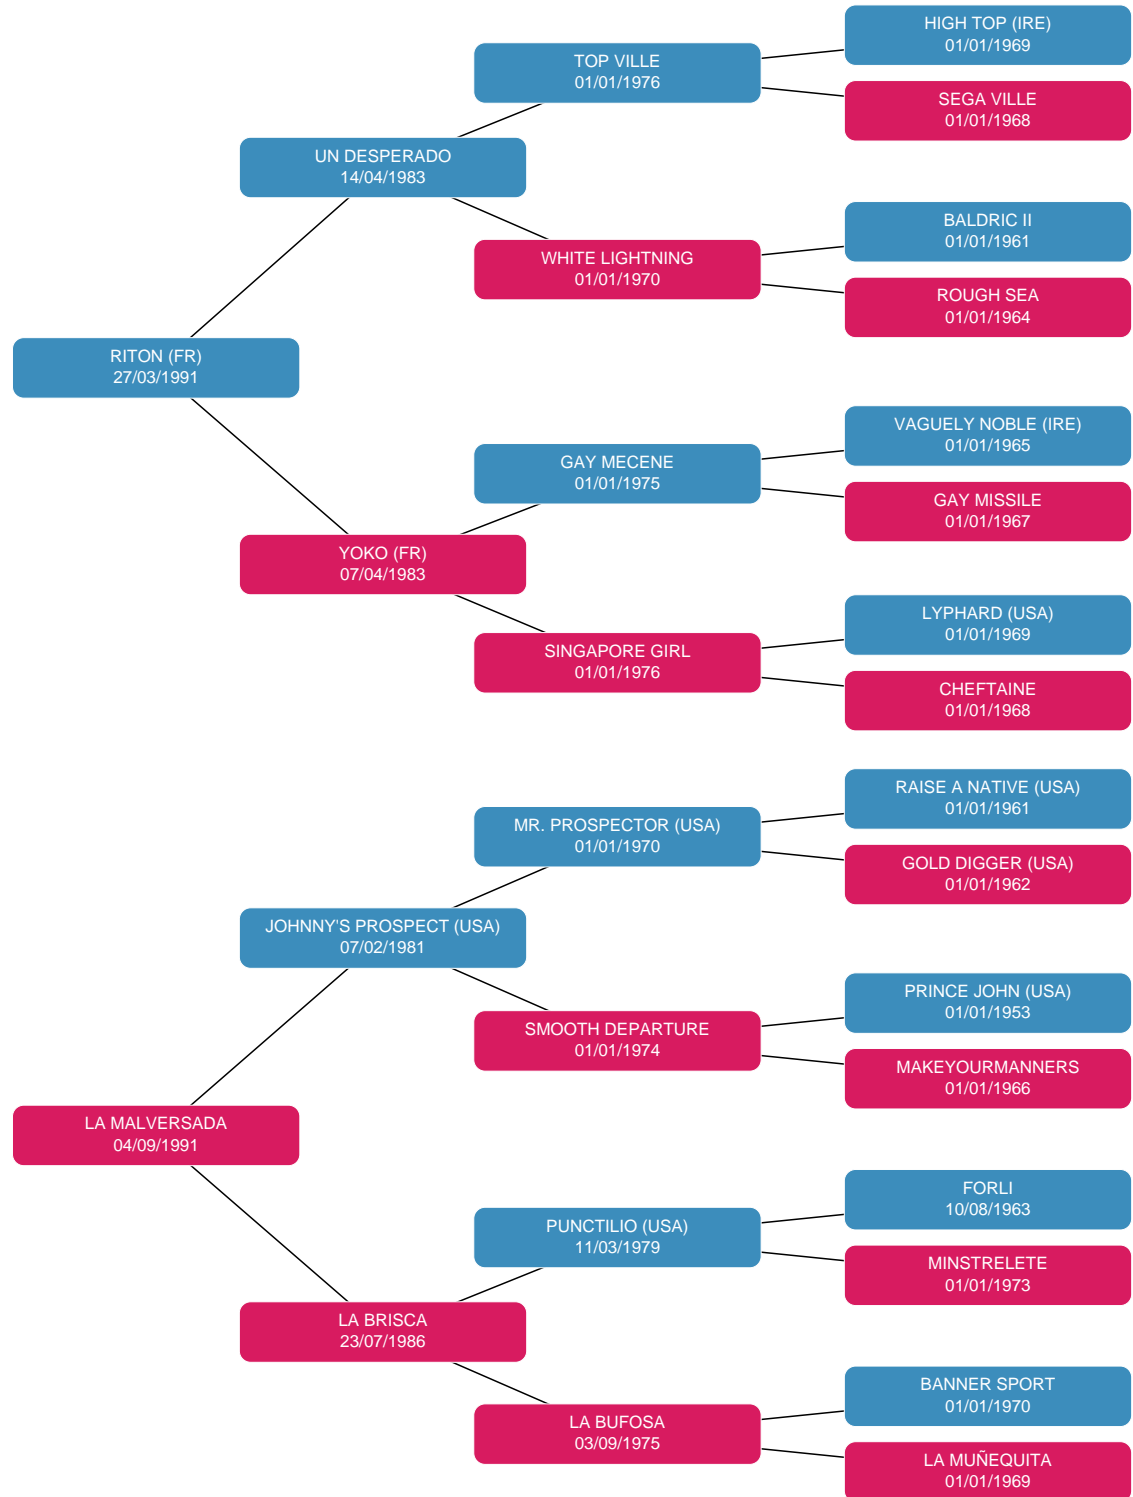 HIGH TOP (IRE)
01/01/1969
TOP VILLE
01/01/1976
SEGA VILLE
01/01/1968
UN DESPERADO
14/04/1983
BALDRIC II
01/01/1961
WHITE LIGHTNING
01/01/1970
ROUGH SEA
01/01/1964
RITON (FR)
27/03/1991
VAGUELY NOBLE (IRE)
01/01/1965
GAY MECENE
01/01/1975
GAY MISSILE
01/01/1967
YOKO (FR)
07/04/1983
LYPHARD (USA)
01/01/1969
SINGAPORE GIRL
01/01/1976
CHEFTAINE
01/01/1968
RAISE A NATIVE (USA)
01/01/1961
MR. PROSPECTOR (USA)
01/01/1970
GOLD DIGGER (USA)
01/01/1962
JOHNNY'S PROSPECT (USA)
07/02/1981
PRINCE JOHN (USA)
01/01/1953
SMOOTH DEPARTURE
01/01/1974
MAKEYOURMANNERS
01/01/1966
LA MALVERSADA
04/09/1991
FORLI
10/08/1963
PUNCTILIO (USA)
11/03/1979
MINSTRELETE
01/01/1973
LA BRISCA
23/07/1986
BANNER SPORT
01/01/1970
LA BUFOSA
03/09/1975
LA MUÑEQUITA
01/01/1969